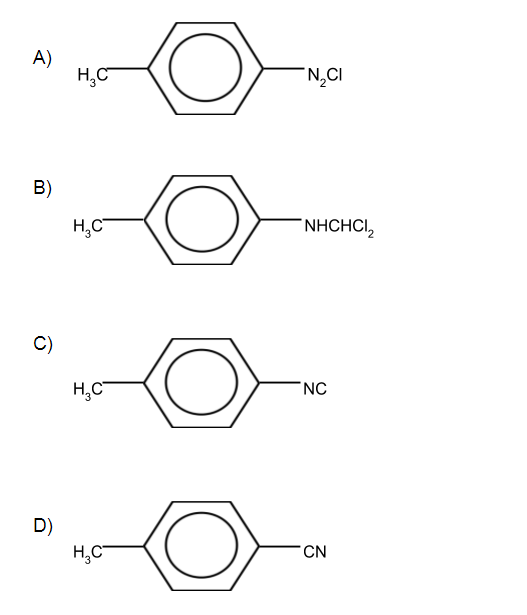 A) H₃C N₂Cl
B) H₃C NHCHCl₂
C) H₃C NC
D) H₃C CN